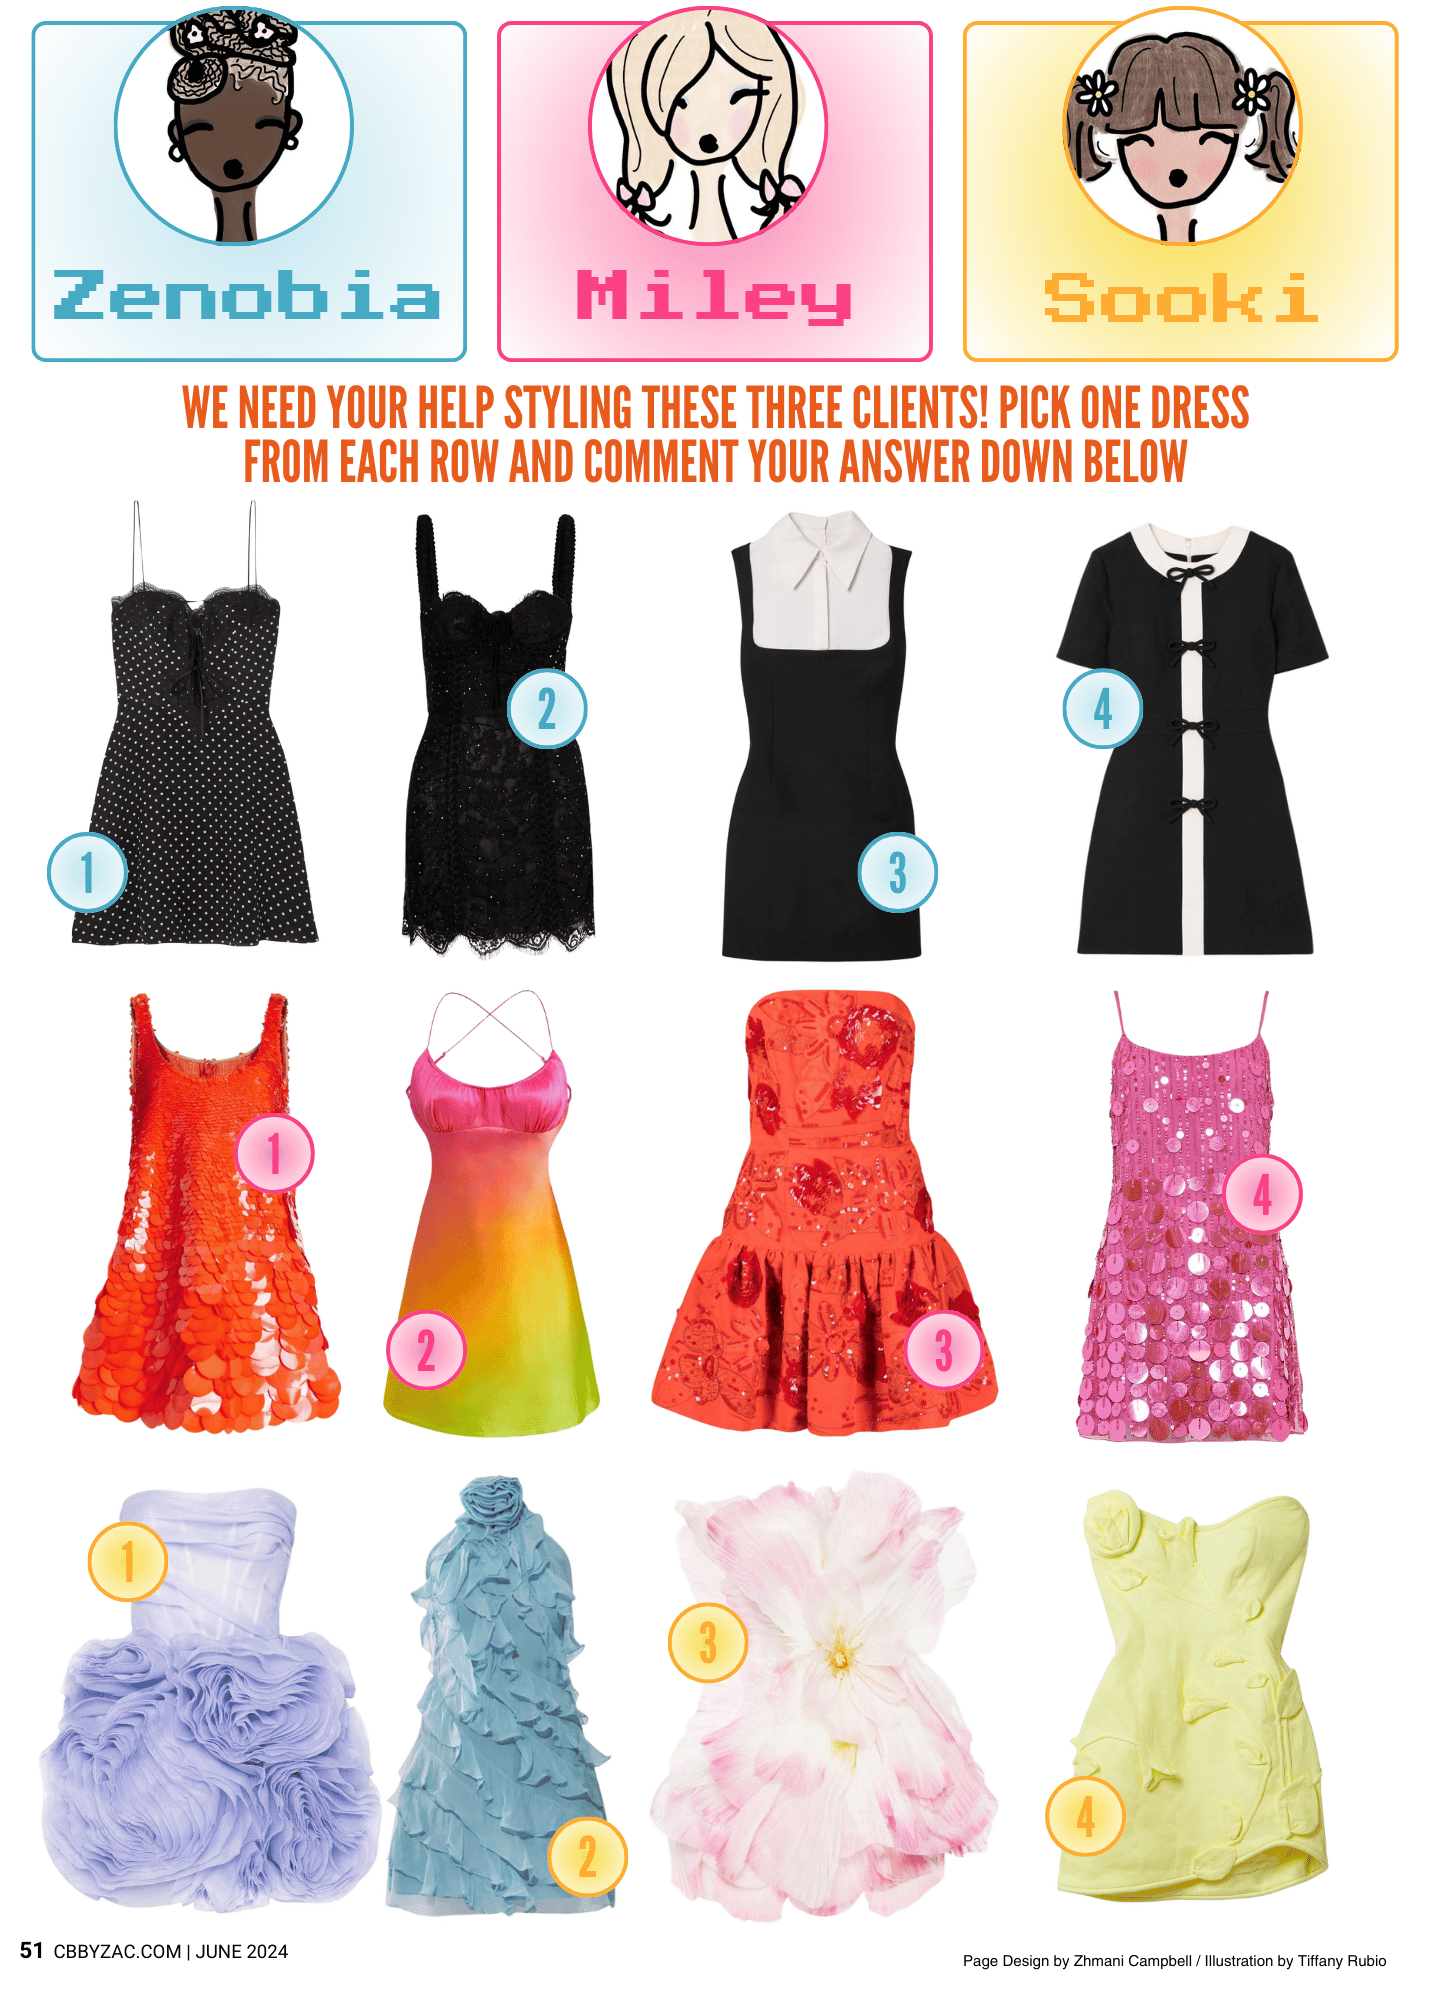 Zenobia
Miley
Sooki
WE NEED YOUR HELP STYLING THESE THREE CLIENTS! PICK ONE DRESS
FROM EACH ROW AND COMMENT YOUR ANSWER DOWN BELOW
1
2
3
4
1
2
3
4
1
2
3
4
51 CBBYZAC.COM | JUNE 2024
Page Design by Zhmani Campbell / Illustration by Tiffany Rubio